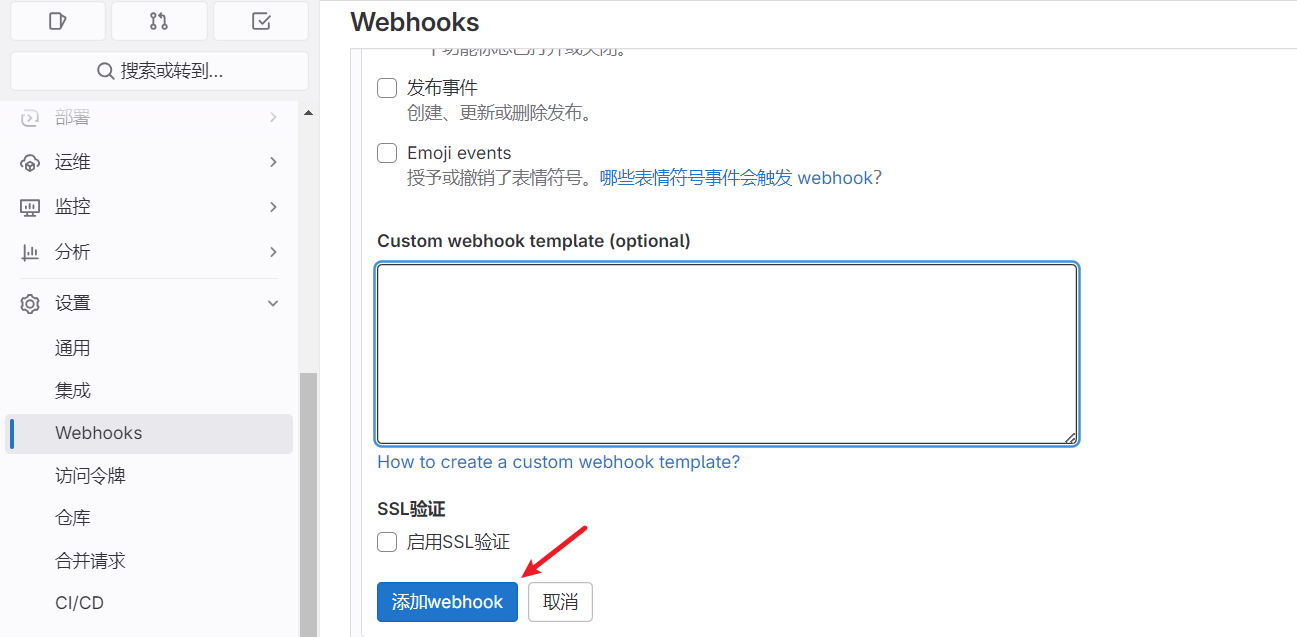 搜索或转到...
部署
运维
监控
分析
设置
通用
集成
Webhooks
访问令牌
仓库
合并请求
CI/CD
Webhooks
发布事件
创建、更新或删除发布。
Emoji events
授予或撤销了表情符号。哪些表情符号事件会触发 webhook?
Custom webhook template (optional)
How to create a custom webhook template?
SSL验证
启用SSL验证
添加webhook
取消